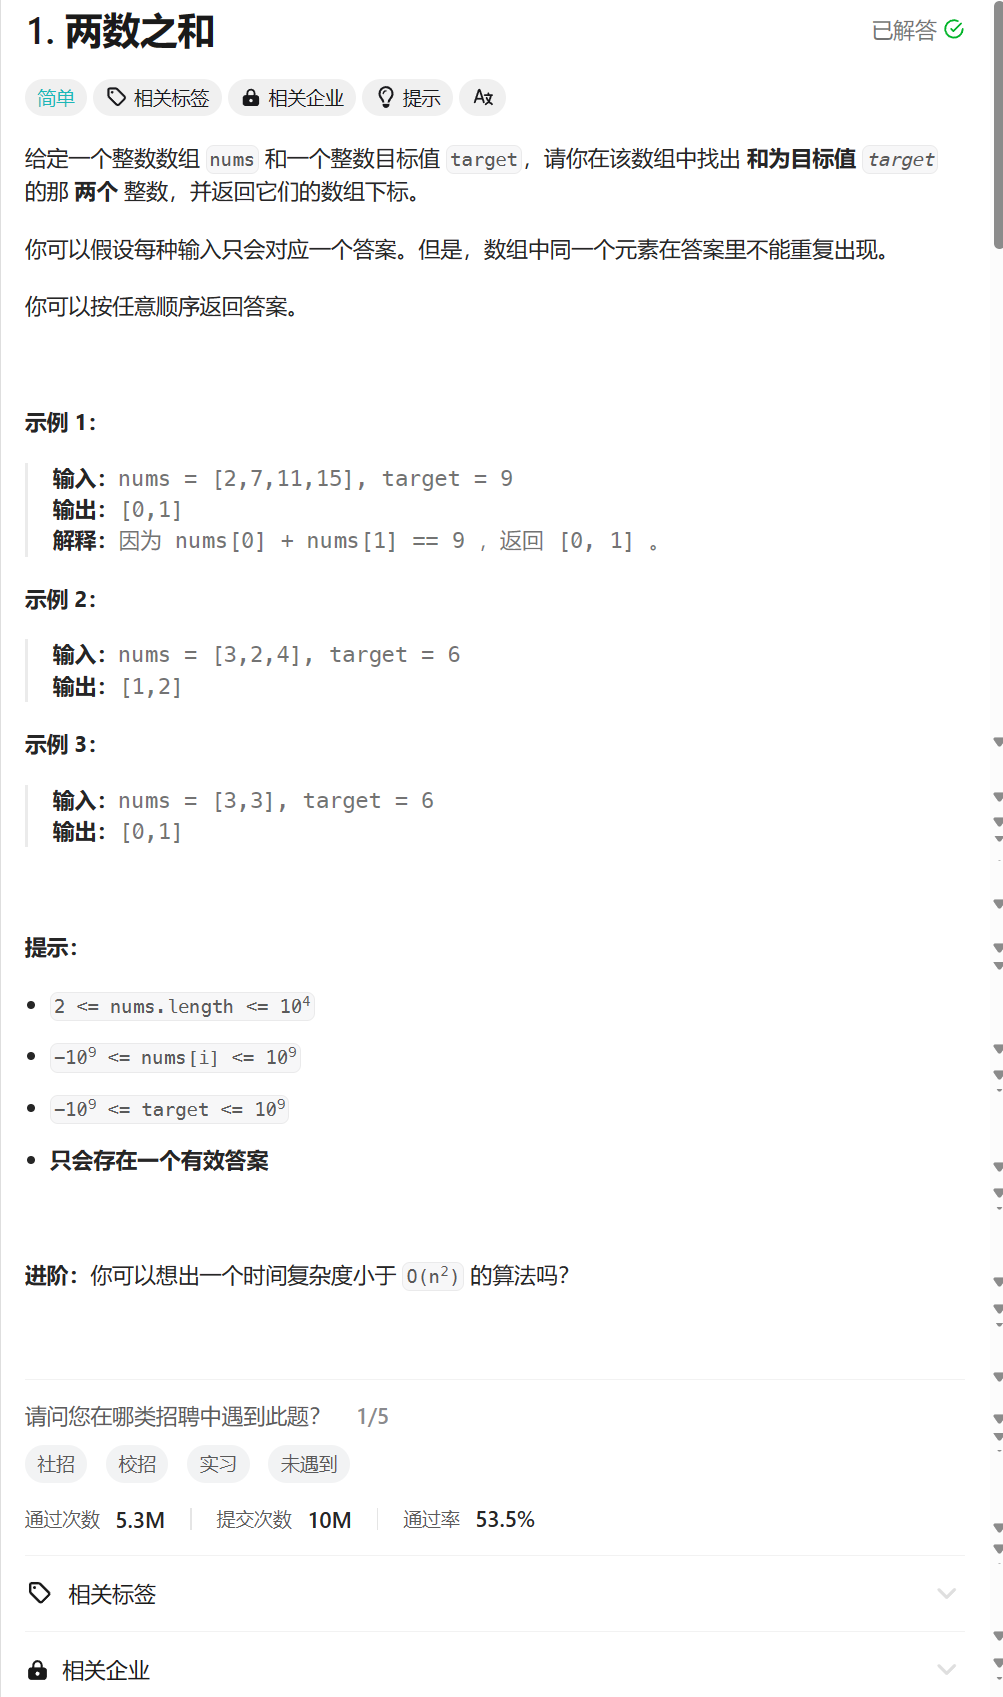 1. 两数之和
已解答
简单 相关标签 相关企业 提示 A文
给定一个整数数组 nums 和一个整数目标值 target，请你在该数组中找出 和为目标值 target
的那 两个 整数，并返回它们的数组下标。
你可以假设每种输入只会对应一个答案。但是，数组中同一个元素在答案里不能重复出现。
你可以按任意顺序返回答案。
示例 1：
输入：nums = [2,7,11,15], target = 9
输出：[0,1]
解释：因为 nums[0] + nums[1] == 9 ，返回 [0, 1] 。
示例 2：
输入：nums = [3,2,4], target = 6
输出：[1,2]
示例 3：
输入：nums = [3,3], target = 6
输出：[0,1]
提示：
• 2 <= nums.length <= 10⁴
• -10⁹ <= nums[i] <= 10⁹
• -10⁹ <= target <= 10⁹
• 只会存在一个有效答案
进阶：你可以想出一个时间复杂度小于 O(n²) 的算法吗？
请问您在哪类招聘中遇到此题？ 1/5
社招 校招 实习 未遇到
通过次数 5.3M 提交次数 10M 通过率 53.5%
相关标签
相关企业